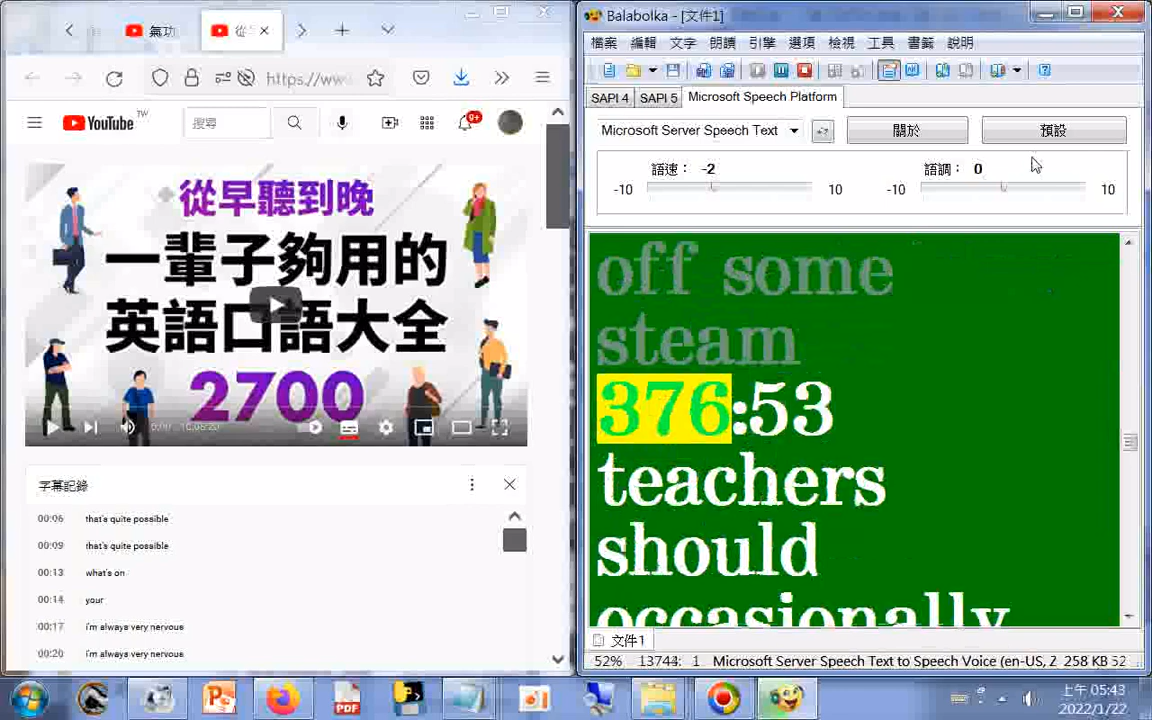 氣功
從
https://www
YouTube TW
搜尋
9+
從早聽到晚
一輩子夠用的
英語口語大全
2700
字幕記錄
00:06 that's quite possible
00:09 that's quite possible
00:13 what's on
00:14 your
00:17 i'm always very nervous
00:20 i'm always very nervous
Balabolka - [文件1]
檔案 編輯 文字 朗讀 引擎 選項 檢視 工具 書籤 說明
SAPI 4 SAPI 5 Microsoft Speech Platform
Microsoft Server Speech Text 關於 預設
語速： -2 語調： 0
-10 10 -10 10
off some
steam
376:53
teachers
should
occasionally
文件1
52% 13744: 1 Microsoft Server Speech Text to Speech Voice (en-US, Z 258 KB 52
PDF
上午 05:43
2022/1/22